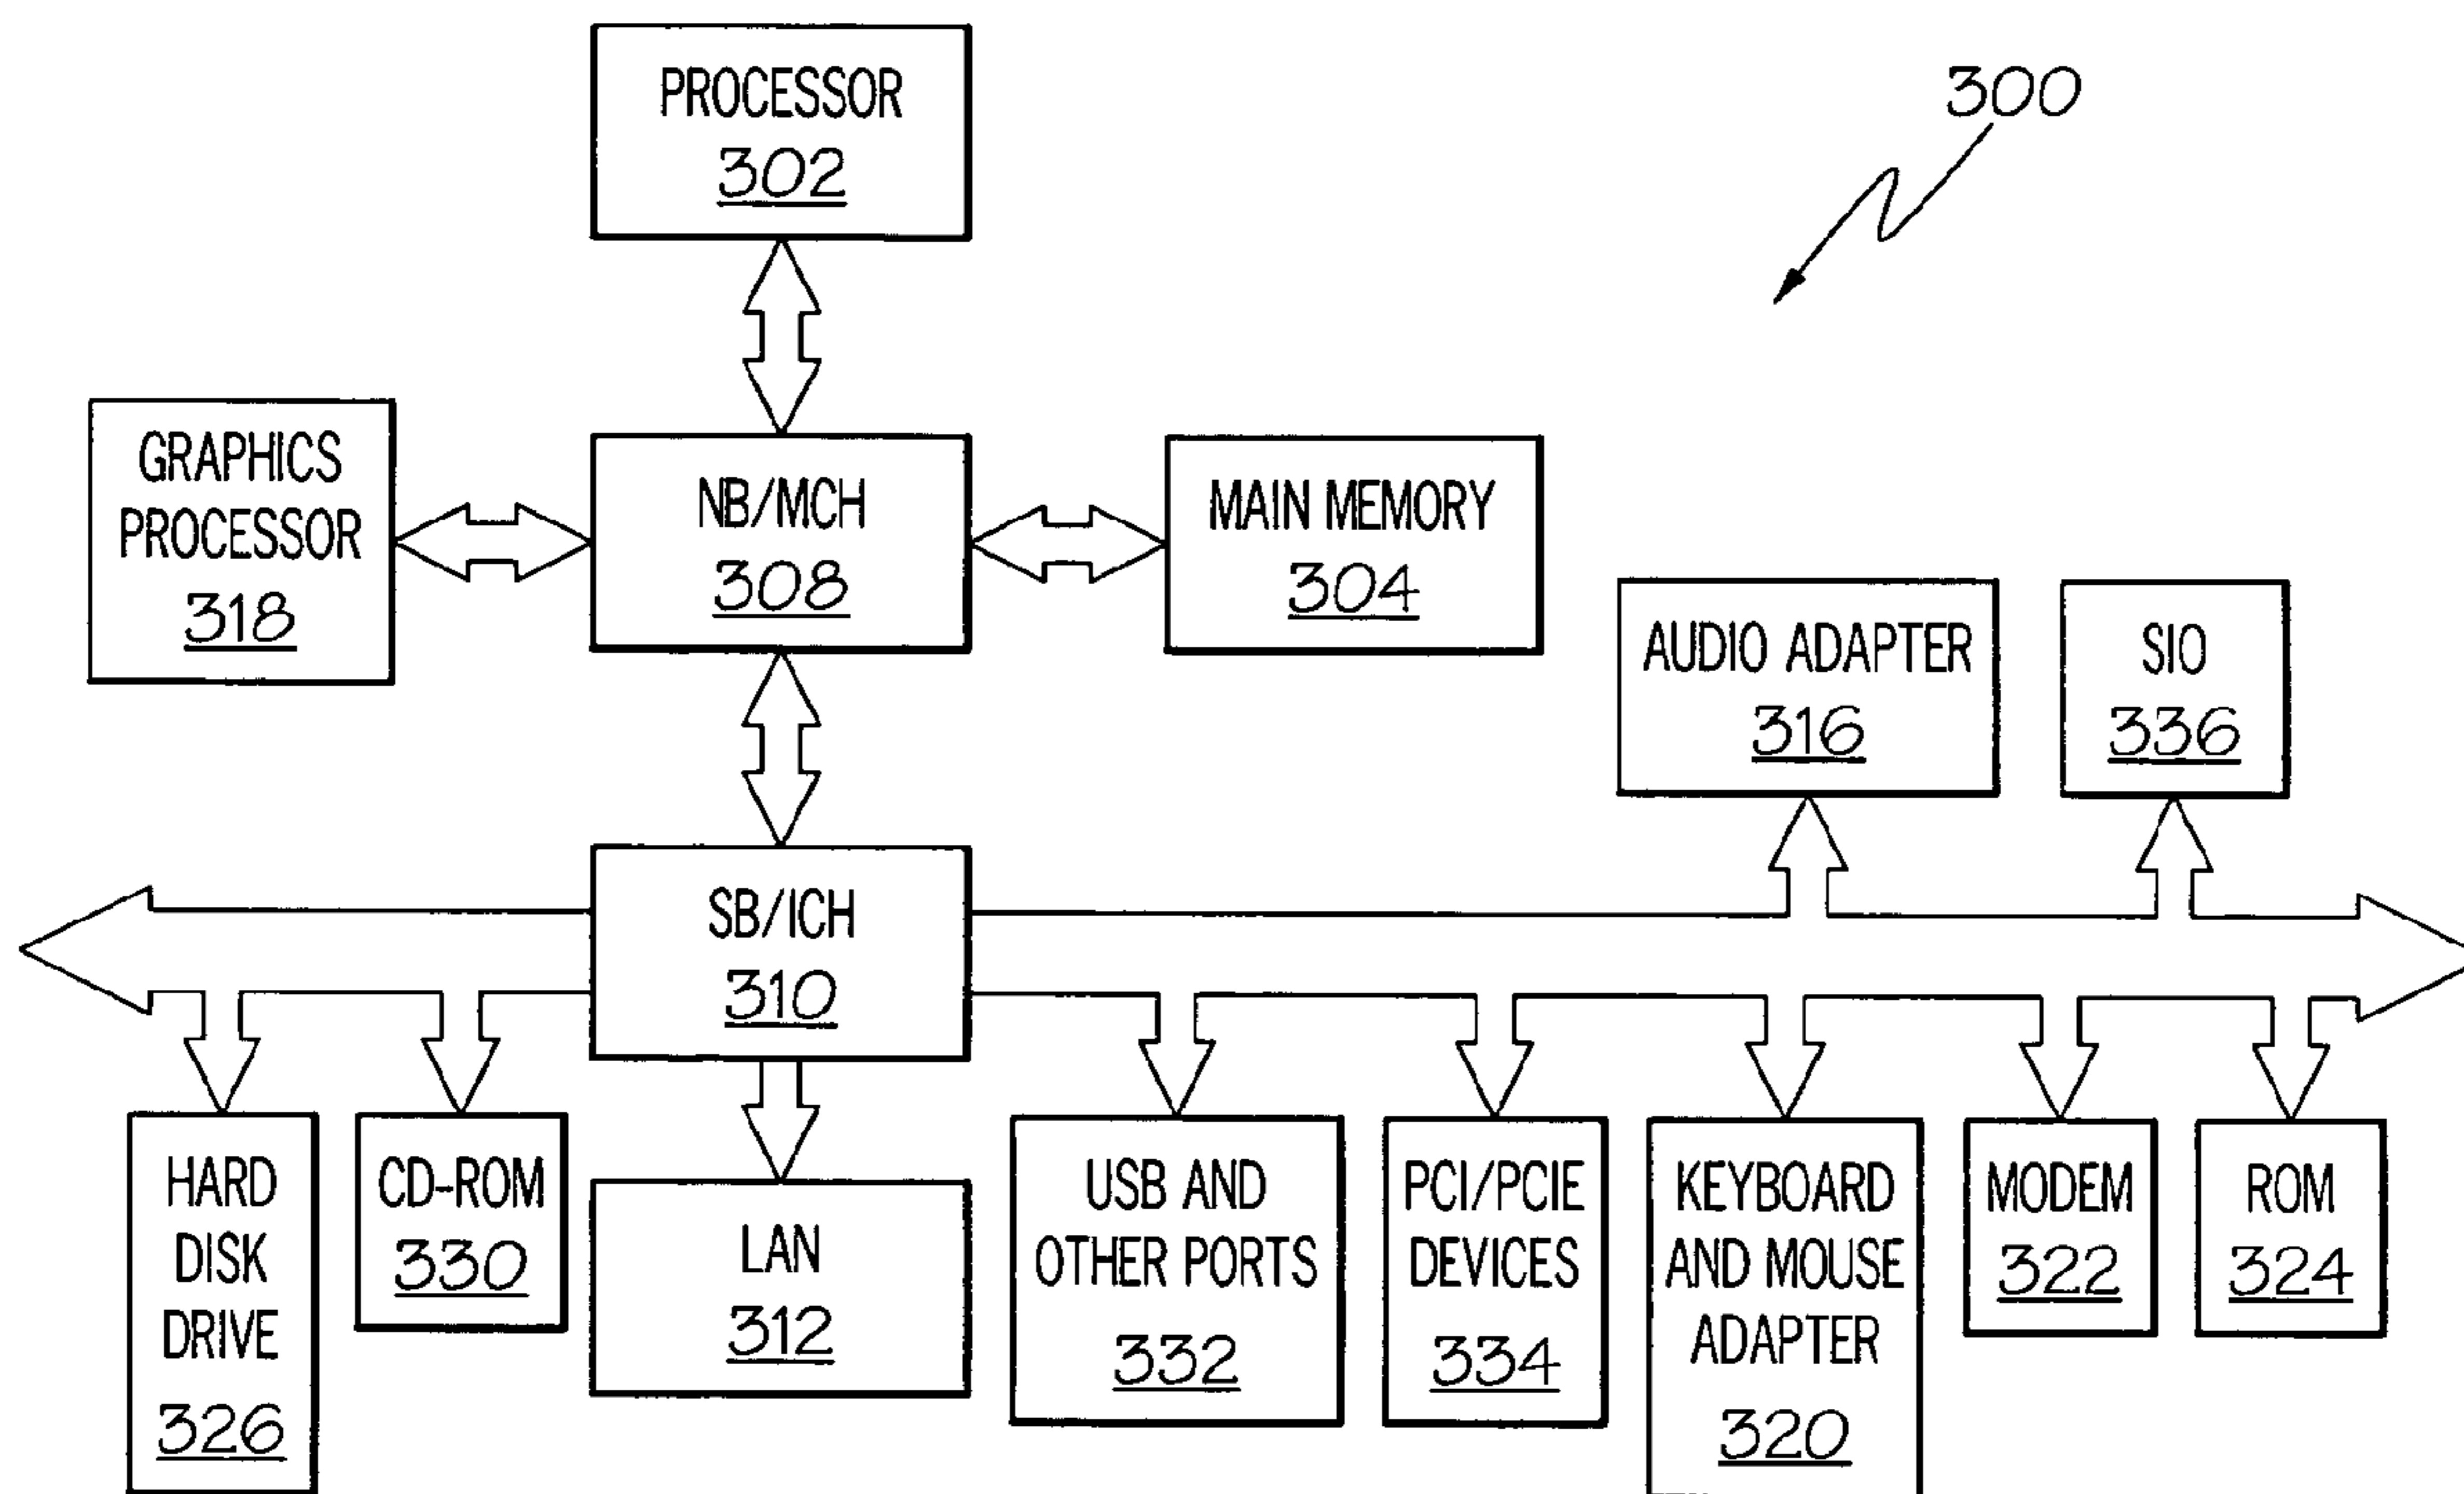 PROCESSOR
302
300
GRAPHICS
PROCESSOR
318
NB/MCH
308
MAIN MEMORY
304
AUDIO ADAPTER
316
SIO
336
SB/ICH
310
HARD
DISK
DRIVE
326
CD-ROM
330
LAN
312
USB AND
OTHER PORTS
332
PCI/PCIE
DEVICES
334
KEYBOARD
AND MOUSE
ADAPTER
320
MODEM
322
ROM
324